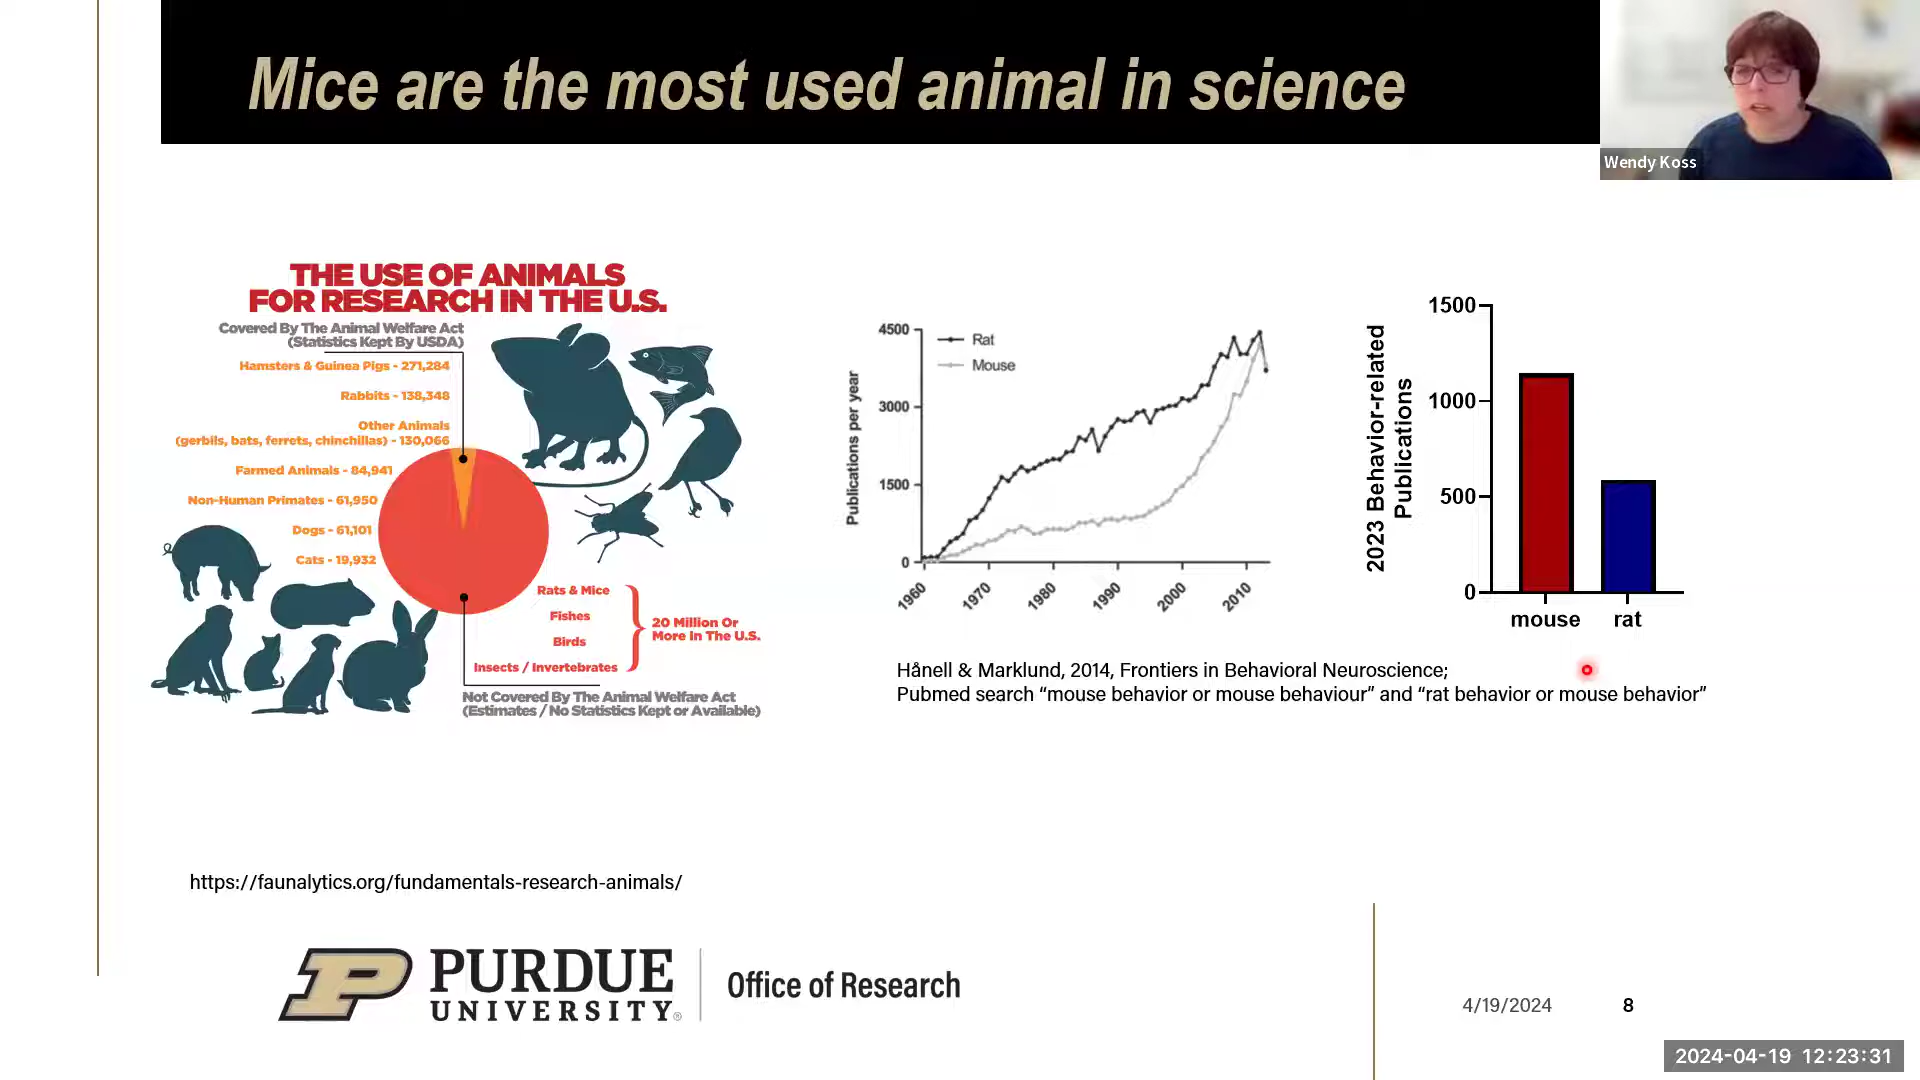 Mice are the most used animal in science
Wendy Koss
THE USE OF ANIMALS
FOR RESEARCH IN THE U.S.
Covered By The Animal Welfare Act
(Statistics Kept By USDA)
Hamsters & Guinea Pigs - 271,284
Rabbits - 138,348
Other Animals
(gerbils, bats, ferrets, chinchillas) - 130,066
Farmed Animals - 84,941
Non-Human Primates - 61,950
Dogs - 61,101
Cats - 19,932
Rats & Mice
Fishes
Birds
Insects / Invertebrates
20 Million Or
More In The U.S.
Not Covered By The Animal Welfare Act
(Estimates / No Statistics Kept or Available)
Publications per year
4500
3000
1500
0
Rat
Mouse
1960
1970
1980
1990
2000
2010
2023 Behavior-related
Publications
1500
1000
500
0
mouse
rat
Hånell & Marklund, 2014, Frontiers in Behavioral Neuroscience;
Pubmed search “mouse behavior or mouse behaviour” and “rat behavior or mouse behavior”
https://faunalytics.org/fundamentals-research-animals/
P
PURDUE
UNIVERSITY®
Office of Research
4/19/2024
8
2024-04-19 12:23:31